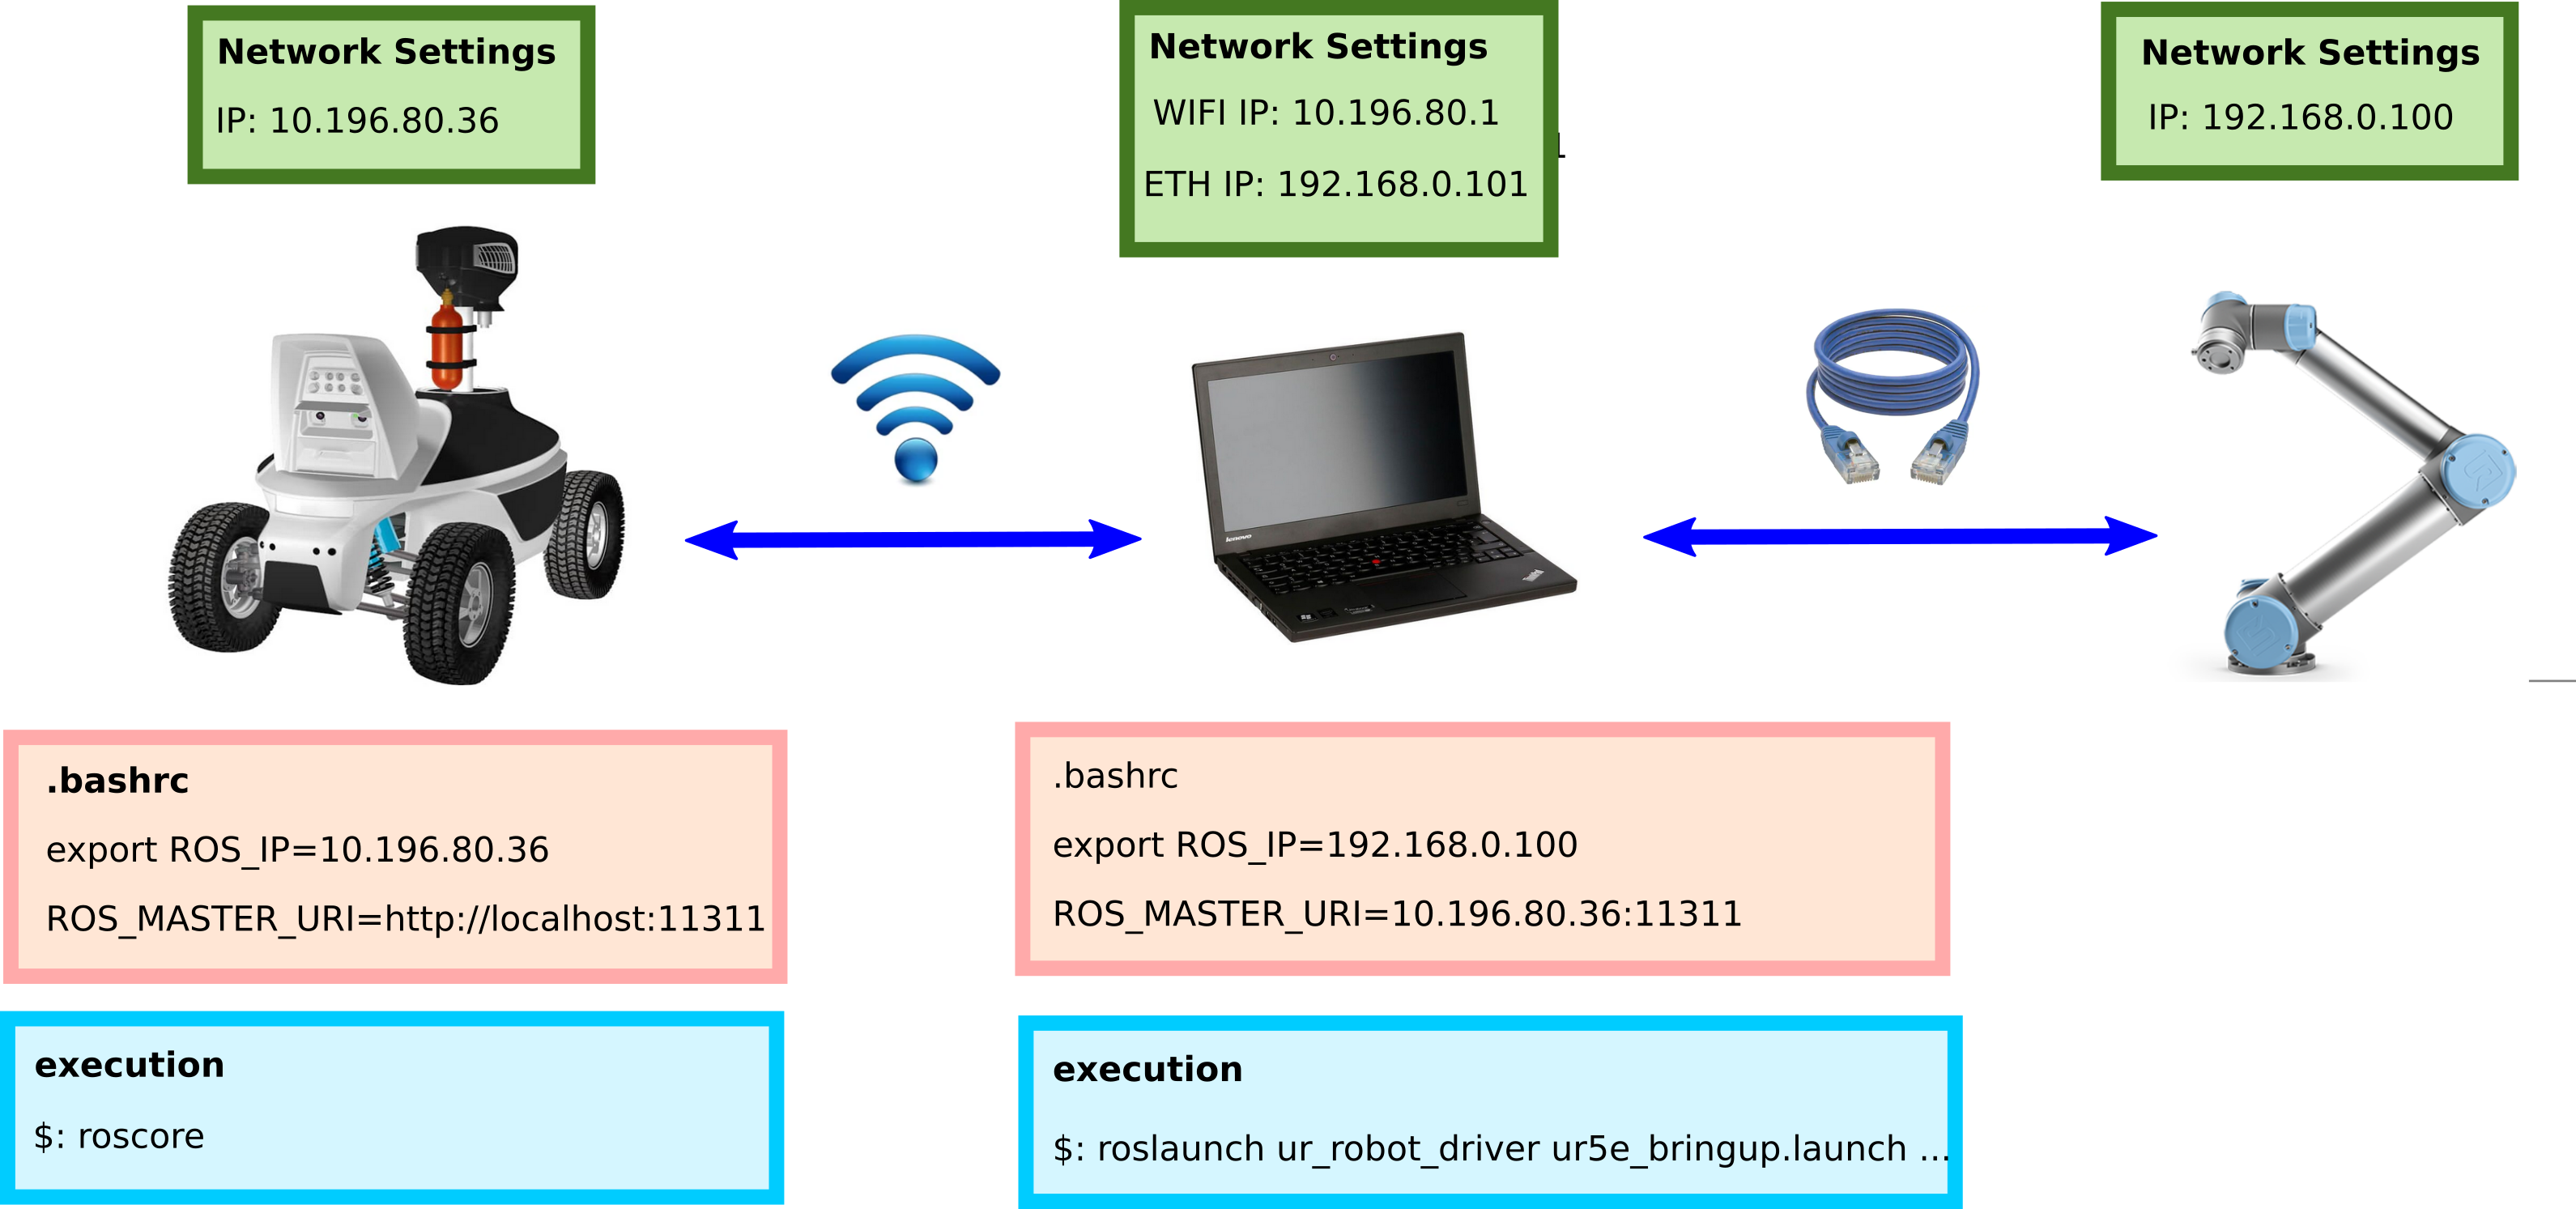 Network Settings
IP: 10.196.80.36
Network Settings
WIFI IP: 10.196.80.1
ETH IP: 192.168.0.101
1
Network Settings
IP: 192.168.0.100
lenovo
ThinkPad
.bashrc
export ROS_IP=10.196.80.36
ROS_MASTER_URI=http://localhost:11311
.bashrc
export ROS_IP=192.168.0.100
ROS_MASTER_URI=10.196.80.36:11311
execution
$: roscore
execution
$: roslaunch ur_robot_driver ur5e_bringup.launch ...